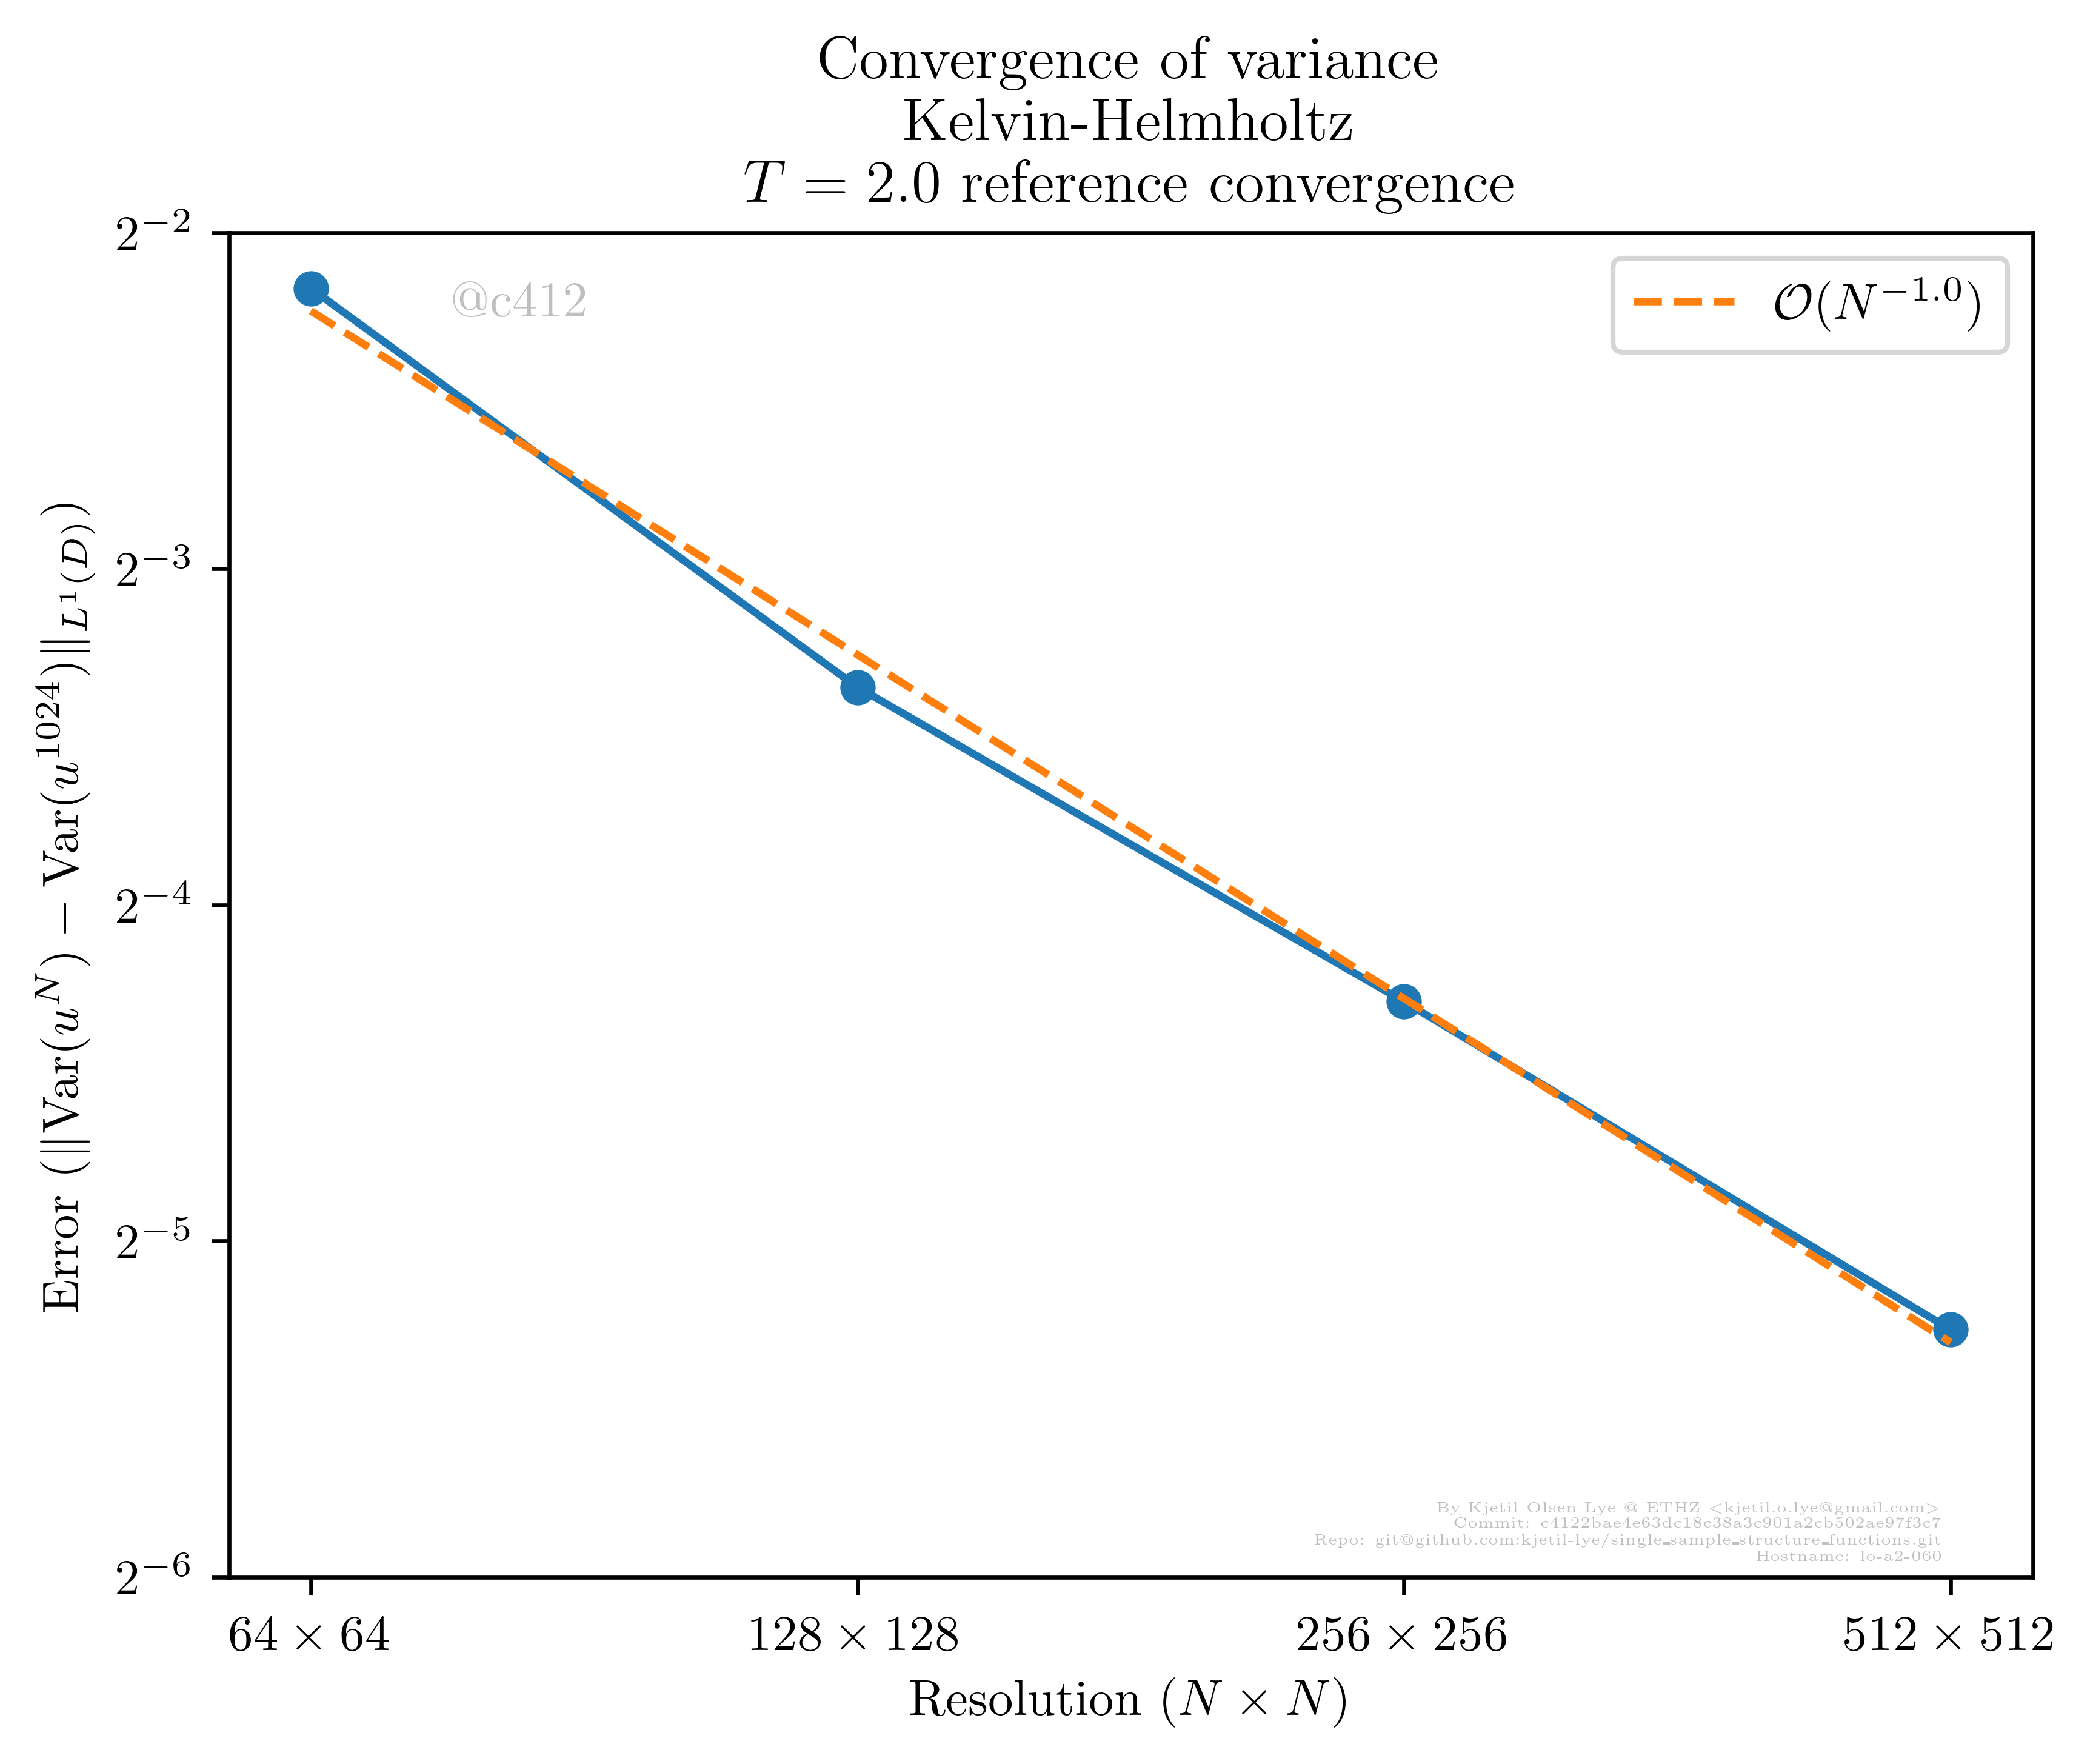 Convergence of variance
Kelvin-Helmholtz
T = 2.0 reference convergence
2⁻²
@c412
𝒪(N⁻¹·⁰)
2⁻³
2⁻⁴
2⁻⁵
2⁻⁶
Error (||Var(u^N) − Var(u^1024)||_{L^1(D)})
By Kjetil Olsen Lye @ ETHZ <kjetil.o.lye@gmail.com>
Commit: c4122bae4e63dc18c38a3c901a2cb502ae97f3c7
Repo: git@github.com:kjetil-lye/single_sample_structure_functions.git
Hostname: lo-a2-060
64 × 64 128 × 128 256 × 256 512 × 512
Resolution (N × N)